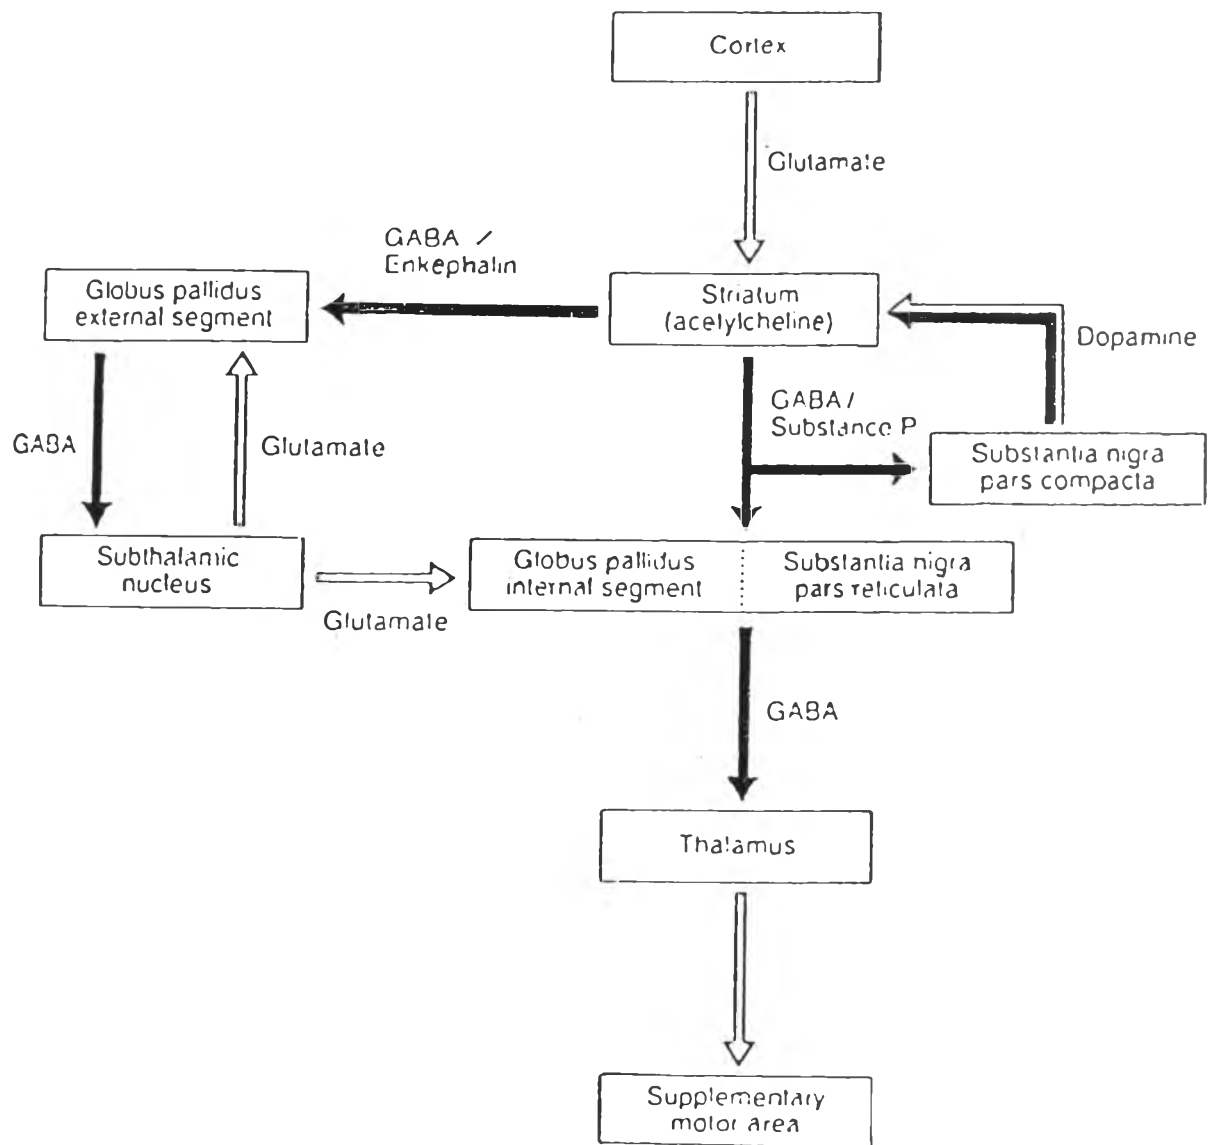 Cortex
Glutamate
GABA /
Enkephalin
Globus pallidus
external segment
Striatum
(acetylcheline)
Dopamine
GABA /
Substance P
GABA
Glutamate
Substantia nigra
pars compacta
Subthalamic
nucleus
Globus pallidus
internal segment
Substantia nigra
pars reticulata
Glutamate
GABA
Thalamus
Supplementary
motor area